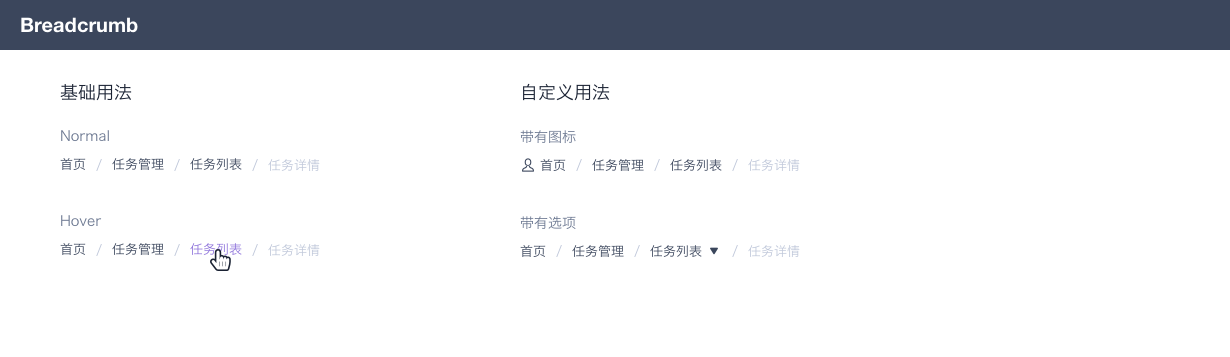 Breadcrumb
基础用法
Normal
首页 / 任务管理 / 任务列表 / 任务详情
Hover
首页 / 任务管理 / 任务列表 / 任务详情
自定义用法
带有图标
首页 / 任务管理 / 任务列表 / 任务详情
带有选项
首页 / 任务管理 / 任务列表 ▼ / 任务详情